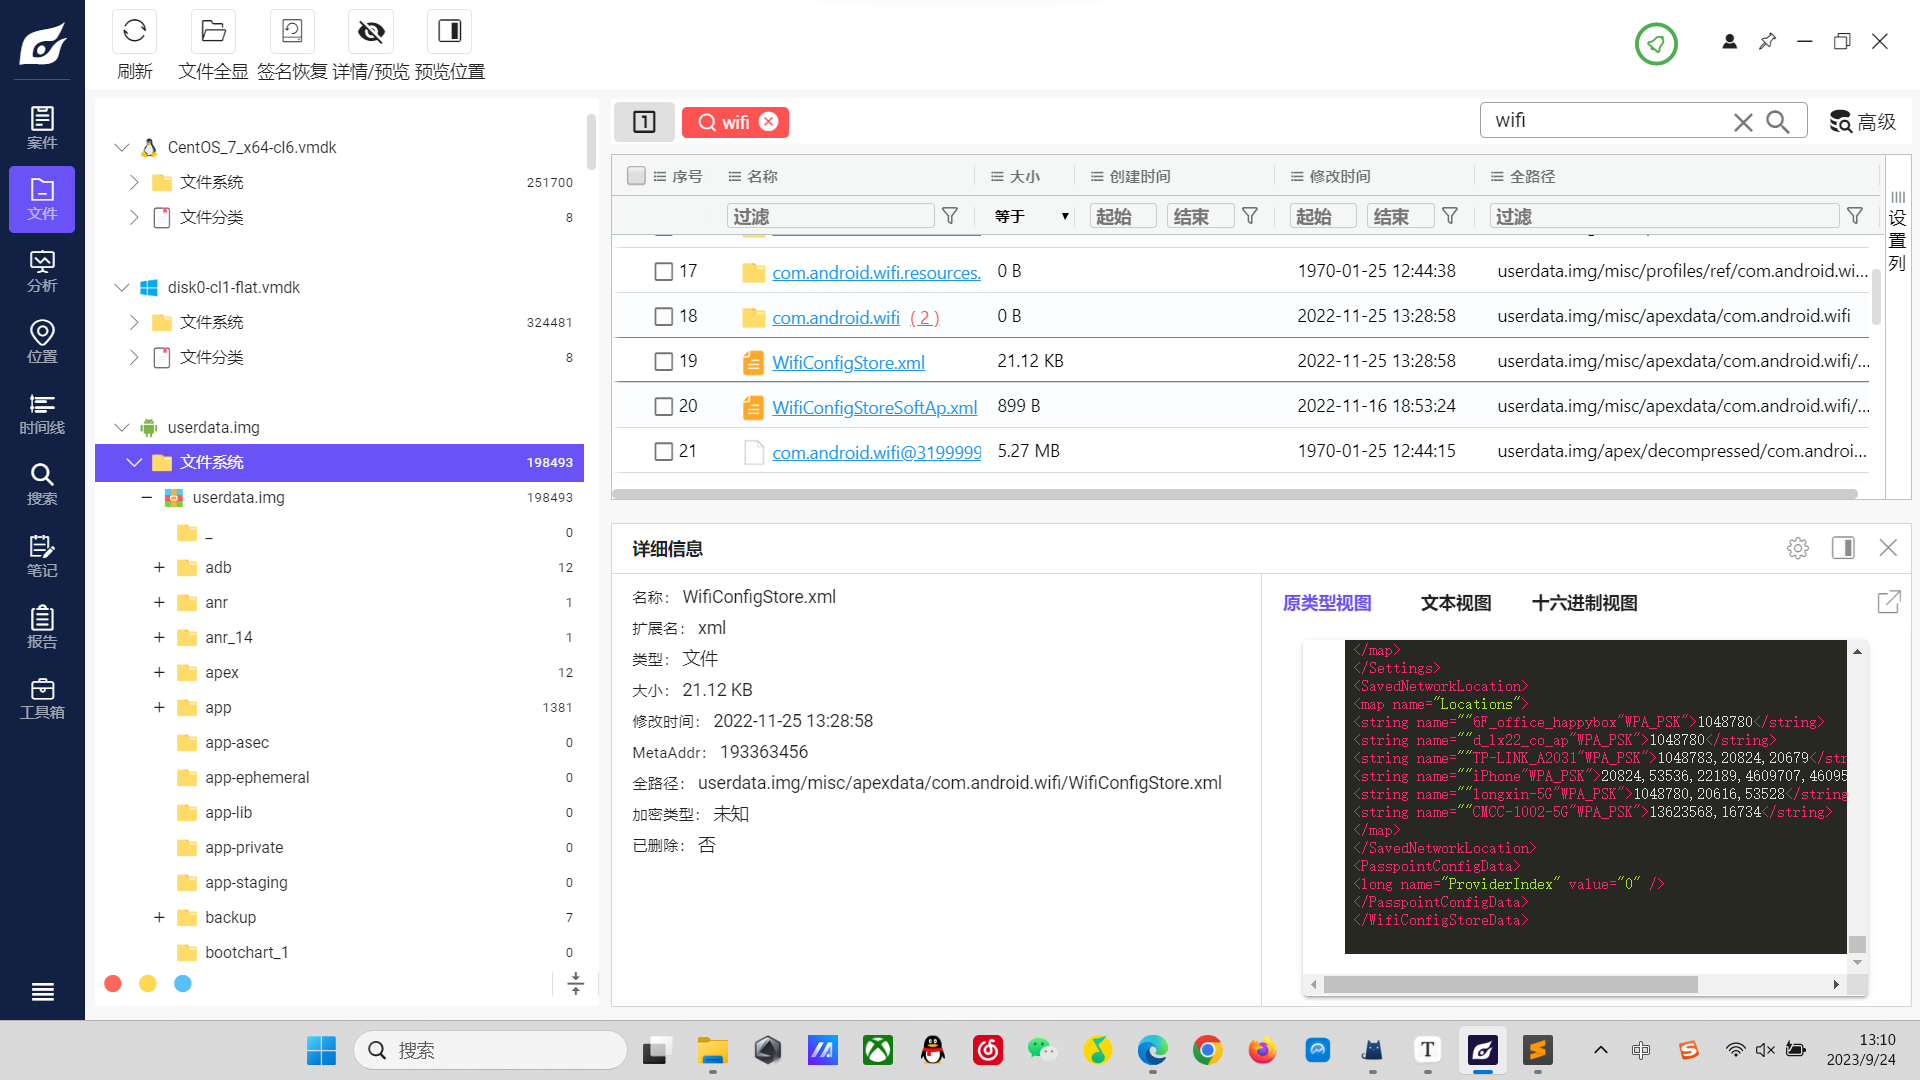 刷新
文件全显
签名恢复
详情/预览
预览位置
案件
文件
分析
位置
时间线
搜索
笔记
报告
工具箱
CentOS_7_x64-cl6.vmdk
文件系统 251700
文件分类 8
disk0-cl1-flat.vmdk
文件系统 324481
文件分类 8
userdata.img
文件系统 198493
userdata.img 198493
_ 0
adb 12
anr 1
anr_14 1
apex 12
app 1381
app-asec 0
app-ephemeral 0
app-lib 0
app-private 0
app-staging 0
backup 7
bootchart_1 0
1 wifi
wifi
高级
序号 名称 大小 创建时间 修改时间 全路径
过滤 等于 起始 结束 起始 结束 过滤
设置列
17 com.android.wifi.resources. 0 B 1970-01-25 12:44:38 userdata.img/misc/profiles/ref/com.android.wi...
18 com.android.wifi ( 2 ) 0 B 2022-11-25 13:28:58 userdata.img/misc/apexdata/com.android.wifi
19 WifiConfigStore.xml 21.12 KB 2022-11-25 13:28:58 userdata.img/misc/apexdata/com.android.wifi/...
20 WifiConfigStoreSoftAp.xml 899 B 2022-11-16 18:53:24 userdata.img/misc/apexdata/com.android.wifi/...
21 com.android.wifi@3199999 5.27 MB 1970-01-25 12:44:15 userdata.img/apex/decompressed/com.androi...
详细信息
名称： WifiConfigStore.xml
扩展名： xml
类型： 文件
大小： 21.12 KB
修改时间： 2022-11-25 13:28:58
MetaAddr： 193363456
全路径： userdata.img/misc/apexdata/com.android.wifi/WifiConfigStore.xml
加密类型： 未知
已删除： 否
原类型视图 文本视图 十六进制视图
</map>
</Settings>
<SavedNetworkLocation>
<map name="Locations">
<string name=""6F_office_happybox"WPA_PSK">1048780</string>
<string name=""d_1x22_co_ap"WPA_PSK">1048780</string>
<string name=""TP-LINK_A2031"WPA_PSK">1048783,20824,20679</str
<string name=""iPhone"WPA_PSK">20824,53536,22189,4609707,46095
<string name=""longxin-5G"WPA_PSK">1048780,20616,53528</string
<string name=""CMCC-1002-5G"WPA_PSK">13623568,16734</string>
</map>
</SavedNetworkLocation>
<PasspointConfigData>
<long name="ProviderIndex" value="0" />
</PasspointConfigData>
</WifiConfigStoreData>
搜索
T
中
13:10
2023/9/24